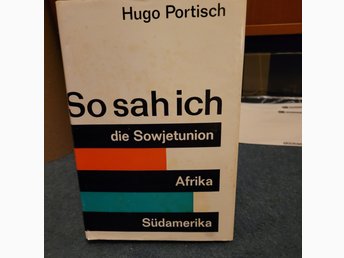 Hugo Portisch
So sah ich
die Sowjetunion
Afrika
Südamerika